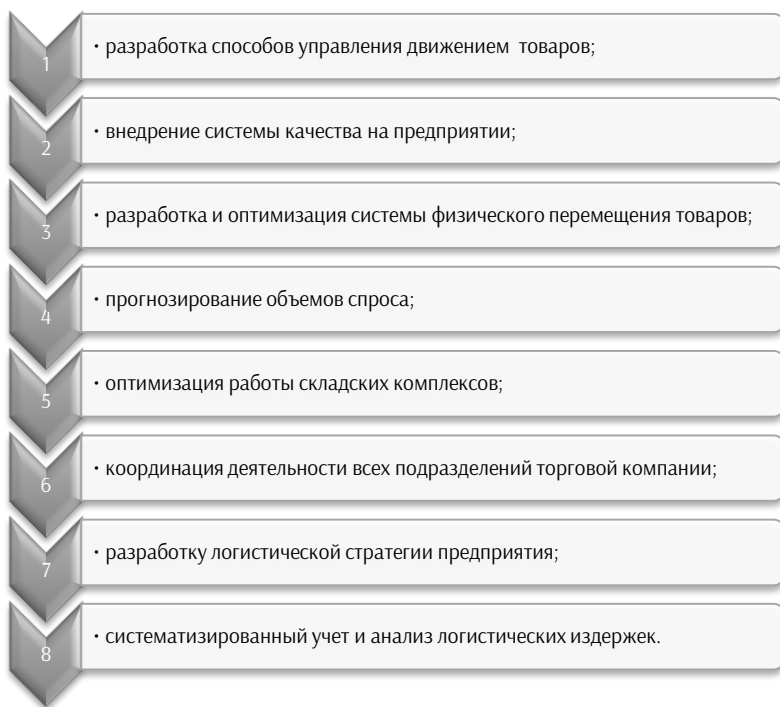 1
· разработка способов управления движением  товаров;
2
· внедрение системы качества на предприятии;
3
· разработка и оптимизация системы физического перемещения товаров;
4
· прогнозирование объемов спроса;
5
· оптимизация работы складских комплексов;
6
· координация деятельности всех подразделений торговой компании;
7
· разработку логистической стратегии предприятия;
8
· систематизированный учет и анализ логистических издержек.